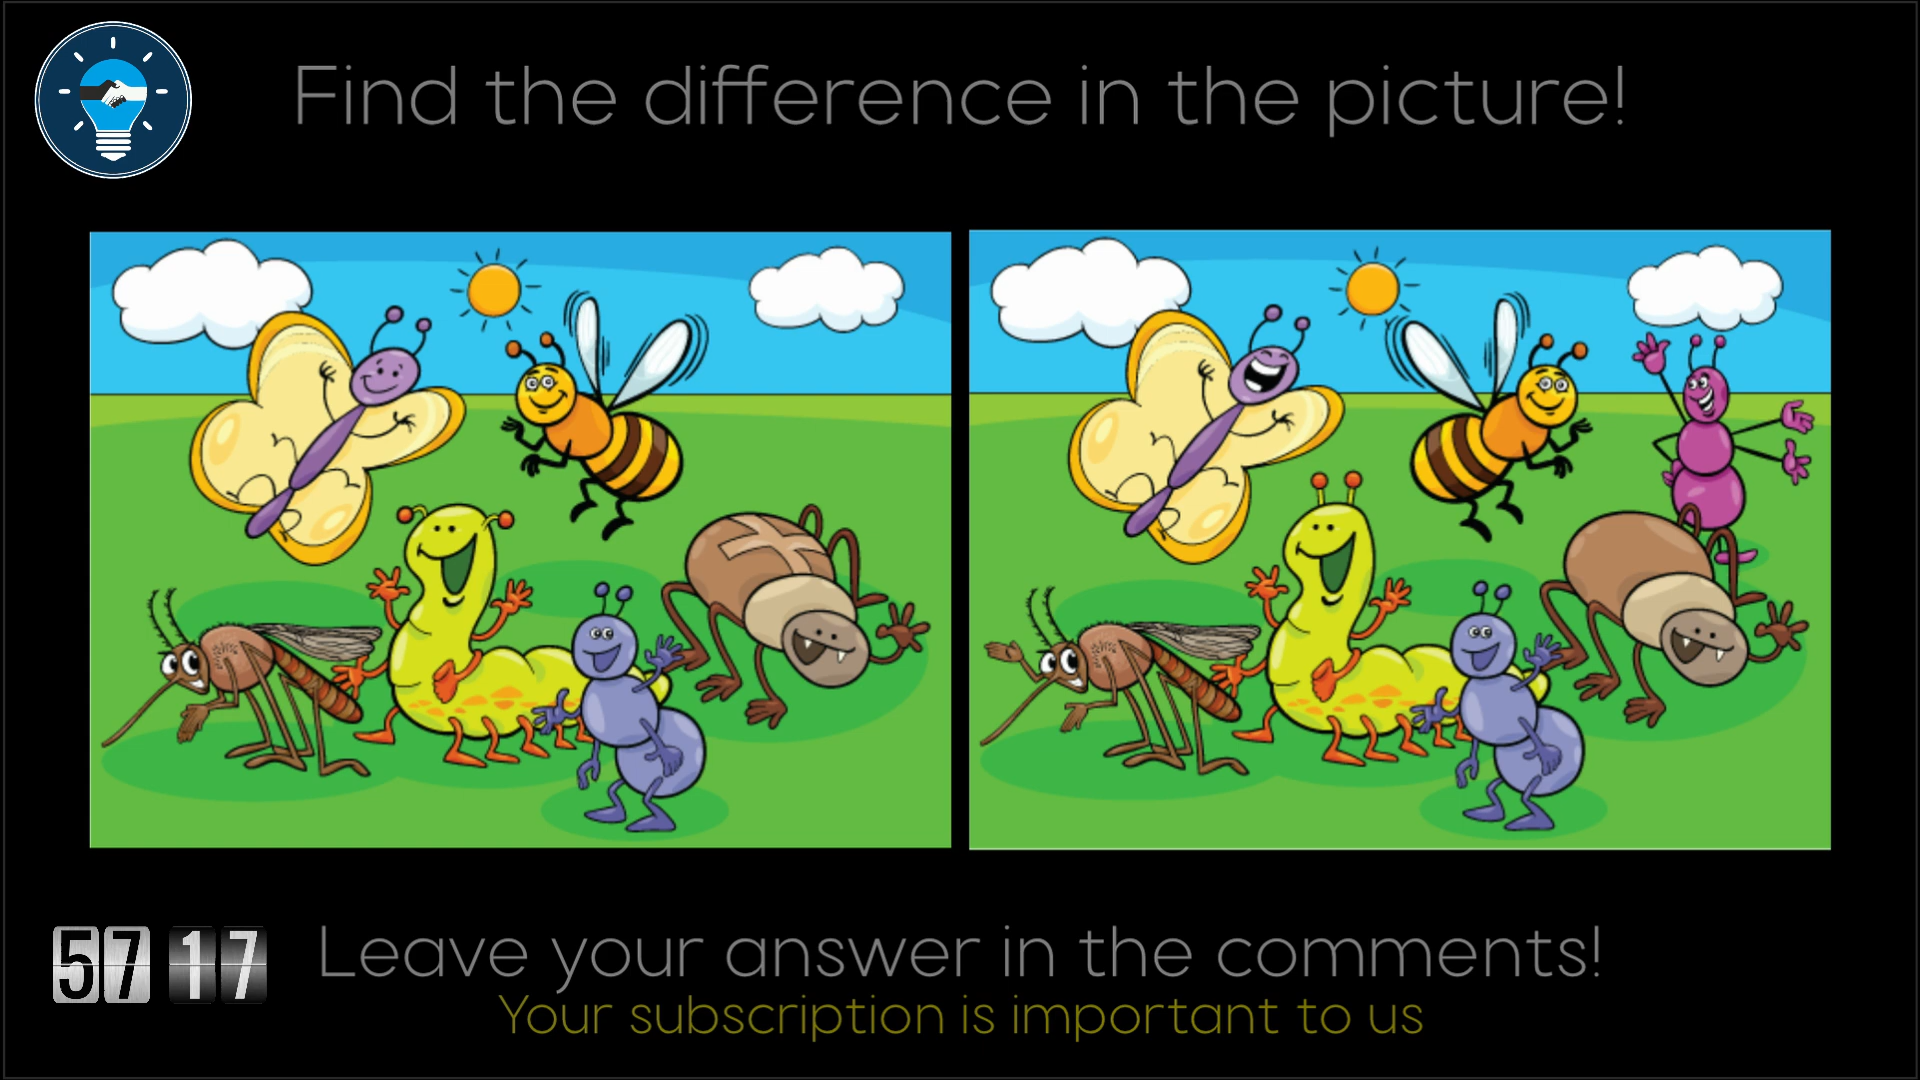 Find the difference in the picture!
57 17
Leave your answer in the comments!
Your subscription is important to us